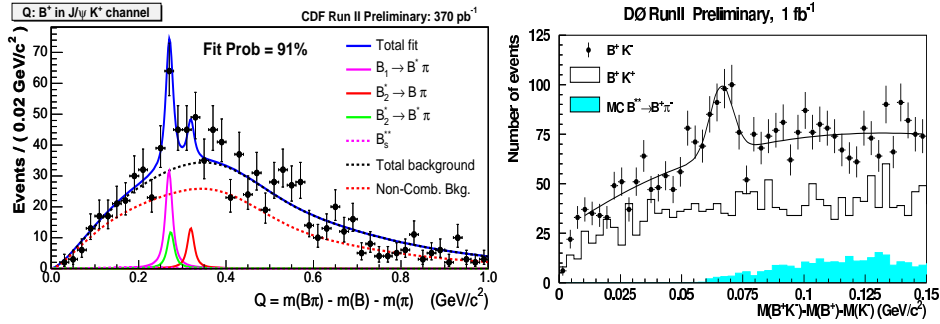 Q: B⁺ in J/ψ K⁺ channel
CDF Run II Preliminary: 370 pb⁻¹
Fit Prob = 91%
Total fit
B₁ → B* π
B*₂ → B π
B*₂ → B* π
B**ₛ
Total background
Non-Comb. Bkg.
Events / ( 0.02 GeV/c² )
70
60
50
40
30
20
10
0
0.0 0.2 0.4 0.6 0.8 1.0
Q = m(Bπ) - m(B) - m(π) (GeV/c²)
DØ RunII Preliminary, 1 fb⁻¹
B⁺ K⁻
B⁺ K⁺
MC B**→B⁺π⁻
Number of events
125
100
75
50
25
0
0 0.025 0.05 0.075 0.1 0.125 0.15
M(B⁺K⁻)-M(B⁺)-M(K⁻) (GeV/c²)